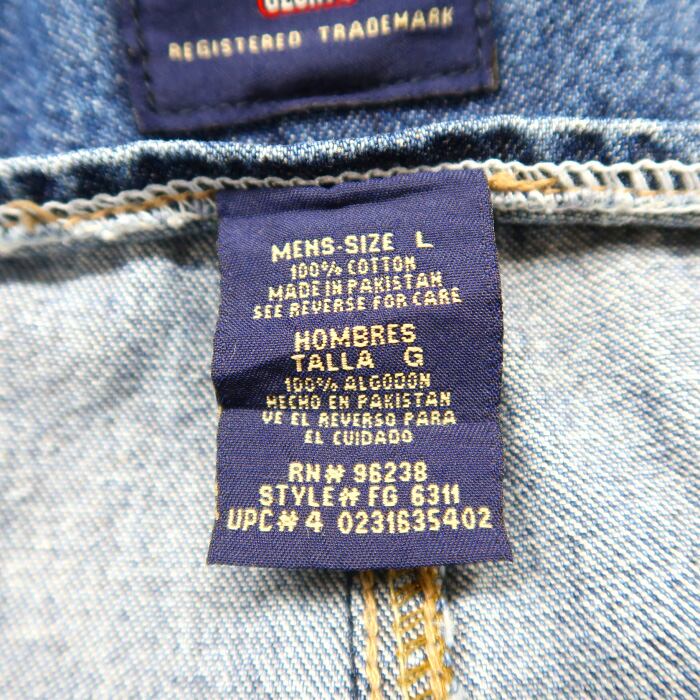 REGISTERED TRADEMARK
MENS-SIZE L
100% COTTON
MADE IN PAKISTAN
SEE REVERSE FOR CARE
HOMBRES
TALLA G
100% ALGODON
HECHO EN PAKISTAN
VE EL REVERSO PARA
EL CUIDADO
RN# 96238
STYLE# FG 6311
UPC# 4 0231635402